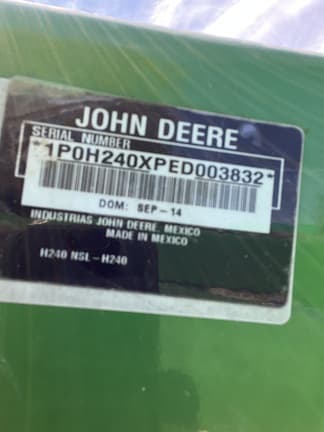 JOHN DEERE
SERIAL NUMBER
*1P0H240XPED003832*
DOM: SEP-14
INDUSTRIAS JOHN DEERE, MEXICO
MADE IN MEXICO
H240 NSL-H240